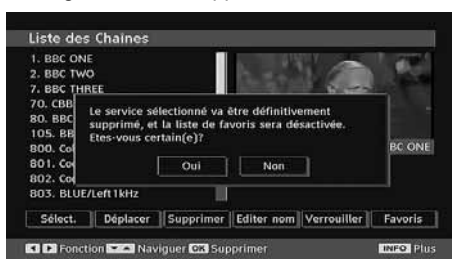 Liste des Chaines
1. BBC ONE
2. BBC TWO
7. BBC THREE
70. CBB
80. BBC
105. BB
800. Col
801. Co
802. Co
803. BLUE/Left 1kHz
BC ONE
Le service sélectionné va être définitivement
supprimé, et la liste de favoris sera désactivée.
Etes-vous certain(e)?
Oui Non
Sélect. Déplacer Supprimer Editer nom Verrouiller Favoris
Fonction Naviguer OK Supprimer INFO Plus